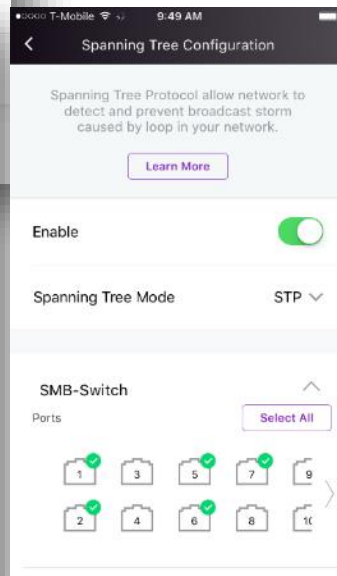 T-Mobile 9:49 AM
Spanning Tree Configuration
Spanning Tree Protocol allow network to
detect and prevent broadcast storm
caused by loop in your network.
Learn More
Enable
Spanning Tree Mode STP
SMB-Switch
Ports Select All
1 3 5 7 9
2 4 6 8